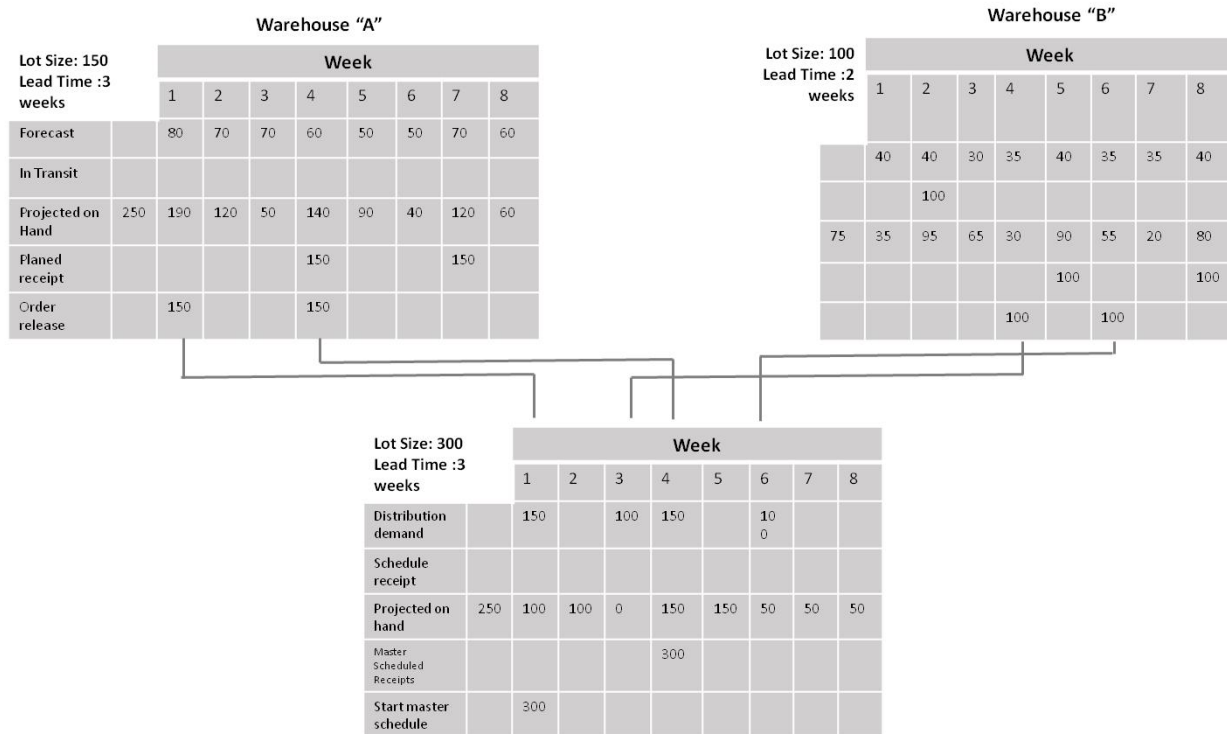 Warehouse “A”
Lot Size: 150
Lead Time :3
weeks
Week
1 2 3 4 5 6 7 8
Forecast 80 70 70 60 50 50 70 60
In Transit
Projected on
Hand
250 190 120 50 140 90 40 120 60
Planed
receipt
150 150
Order
release
150 150
Warehouse “B”
Lot Size: 100
Lead Time :2
weeks
Week
1 2 3 4 5 6 7 8
40 40 30 35 40 35 35 40
100
75 35 95 65 30 90 55 20 80
100 100
100 100
Lot Size: 300
Lead Time :3
weeks
Week
1 2 3 4 5 6 7 8
Distribution
demand
150 100 150 10
0
Schedule
receipt
Projected on
hand
250 100 100 0 150 150 50 50 50
Master
Scheduled
Receipts
300
Start master
schedule
300